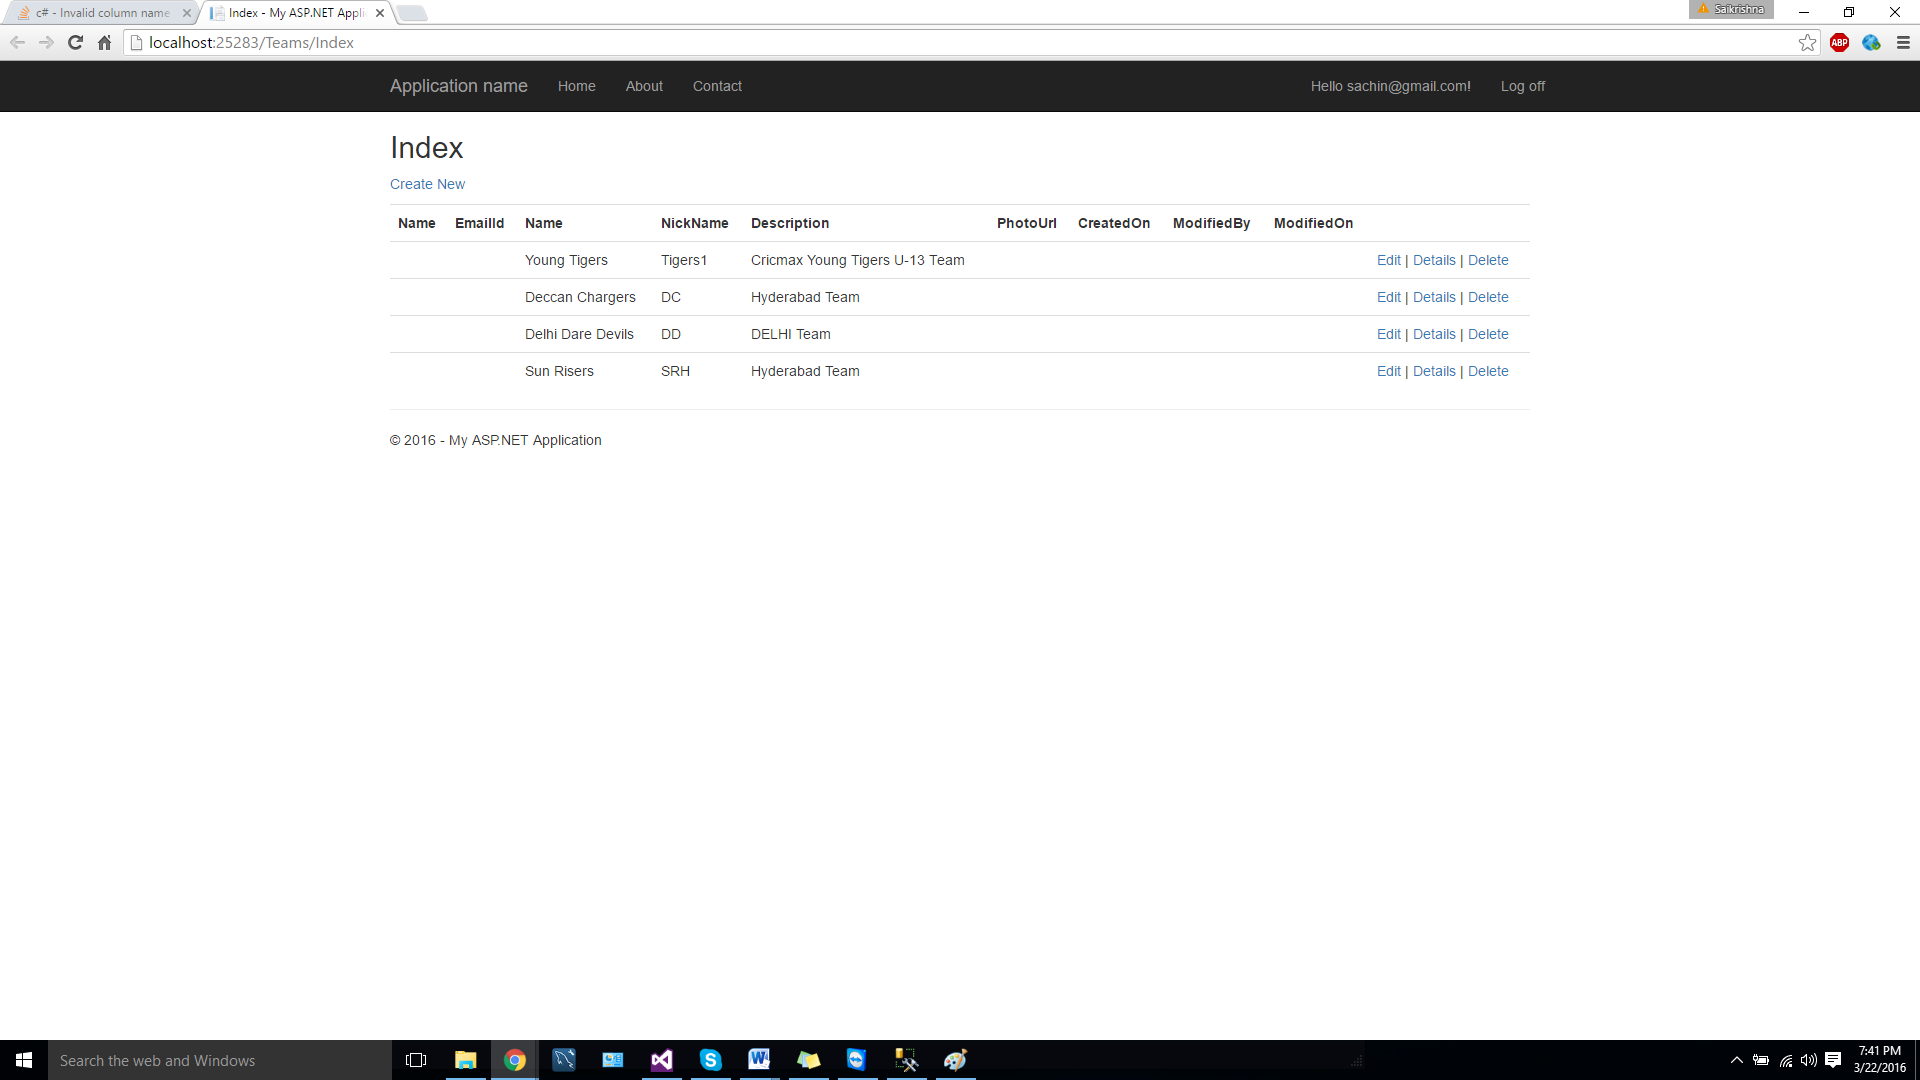 c# - Invalid column name
Index - My ASP.NET Appli
Saikrishna
localhost:25283/Teams/Index
ABP
Application name Home About Contact Hello sachin@gmail.com! Log off
Index
Create New
Name EmailId Name NickName Description PhotoUrl CreatedOn ModifiedBy ModifiedOn
Young Tigers Tigers1 Cricmax Young Tigers U-13 Team Edit | Details | Delete
Deccan Chargers DC Hyderabad Team Edit | Details | Delete
Delhi Dare Devils DD DELHI Team Edit | Details | Delete
Sun Risers SRH Hyderabad Team Edit | Details | Delete
© 2016 - My ASP.NET Application
Search the web and Windows
7:41 PM
3/22/2016